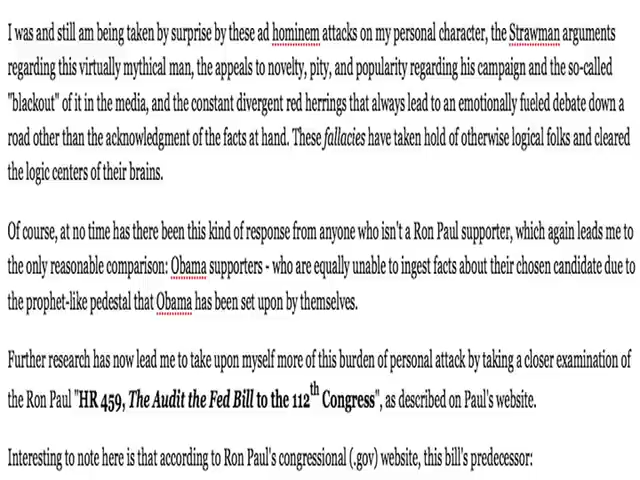 I was and still am being taken by surprise by these ad hominem attacks on my personal character, the Strawman arguments
regarding this virtually mythical man, the appeals to novelty, pity, and popularity regarding his campaign and the so-called
"blackout" of it in the media, and the constant divergent red herrings that always lead to an emotionally fueled debate down a
road other than the acknowledgment of the facts at hand. These fallacies have taken hold of otherwise logical folks and cleared
the logic centers of their brains.
Of course, at no time has there been this kind of response from anyone who isn't a Ron Paul supporter, which again leads me to
the only reasonable comparison: Obama supporters - who are equally unable to ingest facts about their chosen candidate due to
the prophet-like pedestal that Obama has been set upon by themselves.
Further research has now lead me to take upon myself more of this burden of personal attack by taking a closer examination of
the Ron Paul "HR 459, The Audit the Fed Bill to the 112th Congress", as described on Paul's website.
Interesting to note here is that according to Ron Paul's congressional (.gov) website, this bill's predecessor: